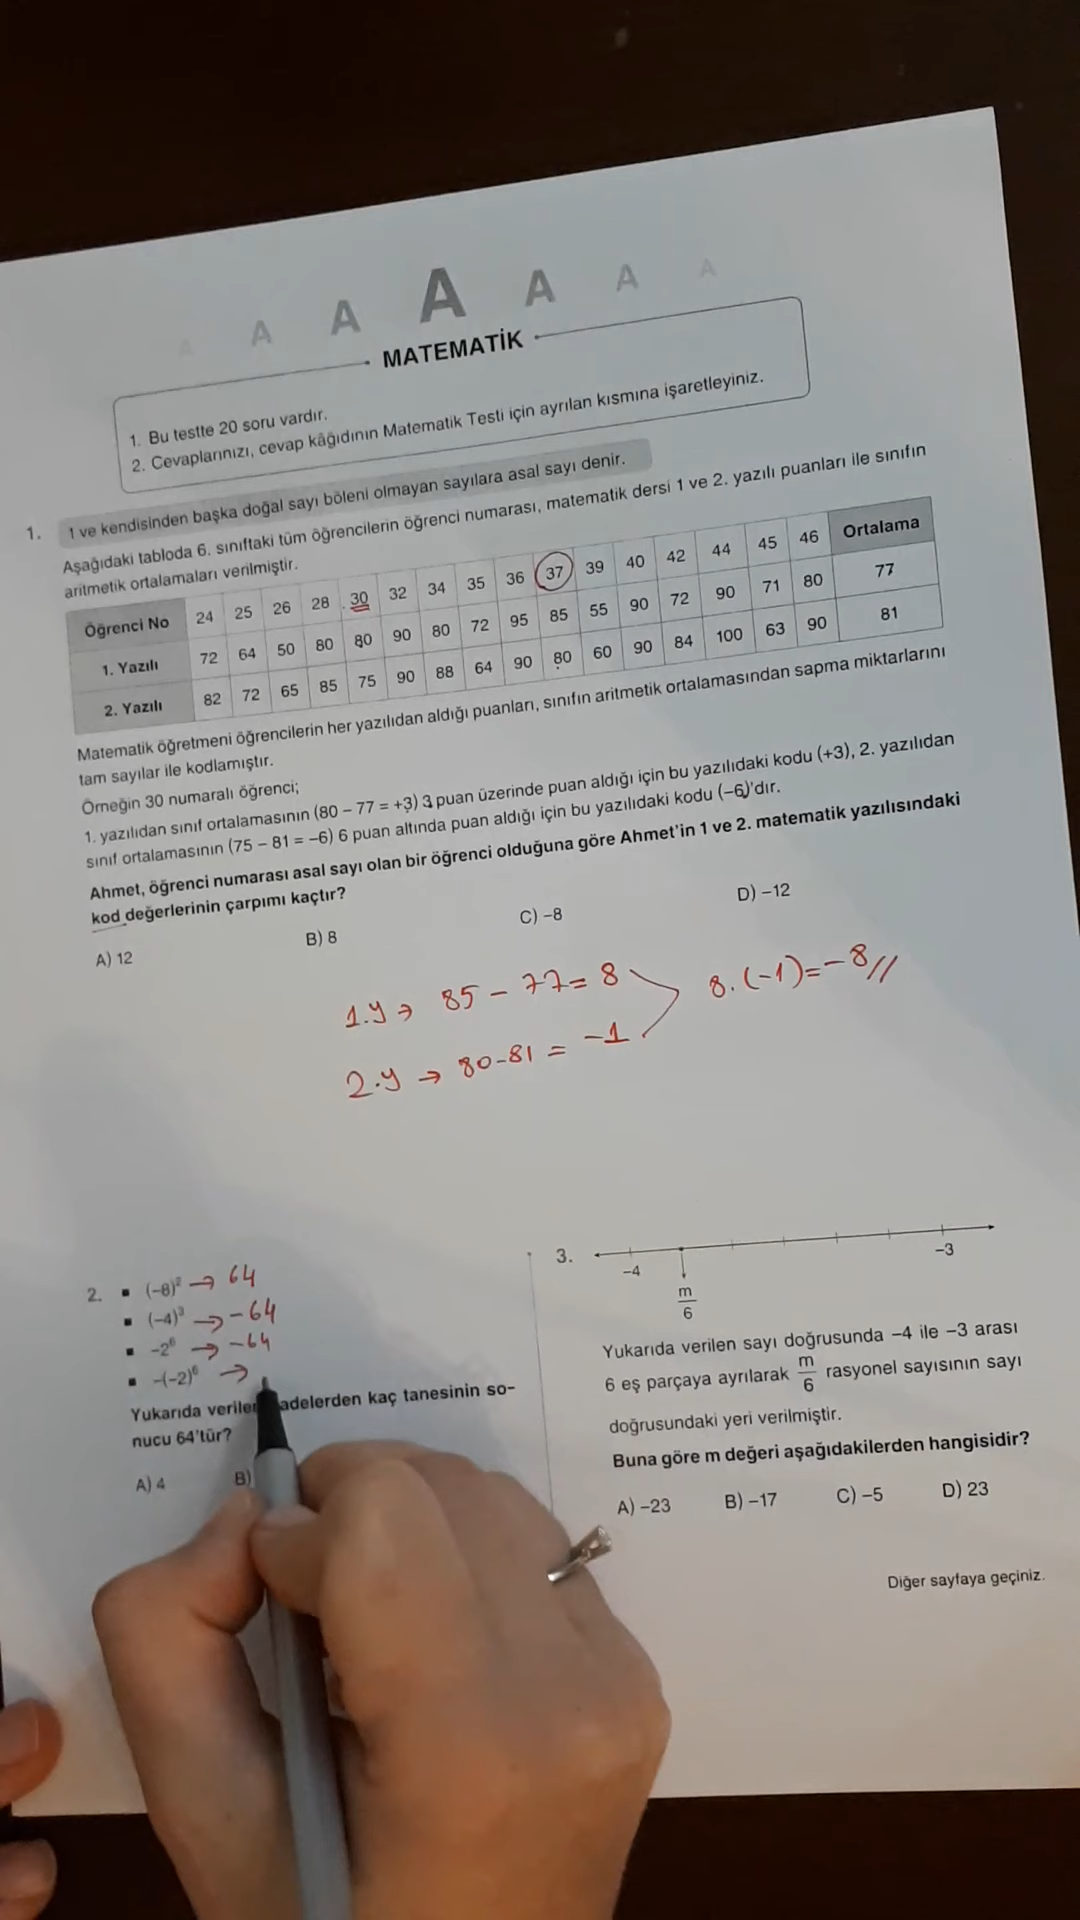 A A A A A A
MATEMATİK
1. Bu testte 20 soru vardır.
2. Cevaplarınızı, cevap kâğıdının Matematik Testi için ayrılan kısmına işaretleyiniz.
1. 1 ve kendisinden başka doğal sayı böleni olmayan sayılara asal sayı denir.
Aşağıdaki tabloda 6. sınıftaki tüm öğrencilerin öğrenci numarası, matematik dersi 1 ve 2. yazılı puanları ile sınıfın
aritmetik ortalamaları verilmiştir.
Öğrenci No 24 25 26 28 30 32 34 35 36 37 39 40 42 44 45 46 Ortalama
1. Yazılı 72 64 50 80 80 90 80 72 95 85 55 90 72 90 71 80 77
2. Yazılı 82 72 65 85 75 90 88 64 90 80 60 90 84 100 63 90 81
Matematik öğretmeni öğrencilerin her yazılıdan aldığı puanları, sınıfın aritmetik ortalamasından sapma miktarlarını
tam sayılar ile kodlamıştır.
Örneğin 30 numaralı öğrenci;
1. yazılıdan sınıf ortalamasının (80 – 77 = +3) 3 puan üzerinde puan aldığı için bu yazılıdaki kodu (+3), 2. yazılıdan
sınıf ortalamasının (75 – 81 = –6) 6 puan altında puan aldığı için bu yazılıdaki kodu (–6)'dır.
Ahmet, öğrenci numarası asal sayı olan bir öğrenci olduğuna göre Ahmet'in 1 ve 2. matematik yazılısındaki
kod değerlerinin çarpımı kaçtır?
A) 12 B) 8 C) –8 D) –12
1.y → 85 – 77 = 8
2.y → 80-81 = -1
8.(-1)=-8//
2. ▪ (–8)² → 64
▪ (–4)³ → -64
▪ –2⁶ → -64
▪ –(–2)⁶ →
Yukarıda adelerden kaç tanesinin so-
nucu 64'tür?
A) 4 B)
3. –4 –3
m
6
Yukarıda verilen sayı doğrusunda –4 ile –3 arası
6 eş parçaya ayrılarak m/6 rasyonel sayısının sayı
doğrusundaki yeri verilmiştir.
Buna göre m değeri aşağıdakilerden hangisidir?
A) –23 B) –17 C) –5 D) 23
Diğer sayfaya geçiniz.